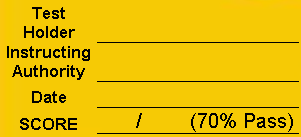 Test
Holder
Instructing
Authority
Date
SCORE / (70% Pass)